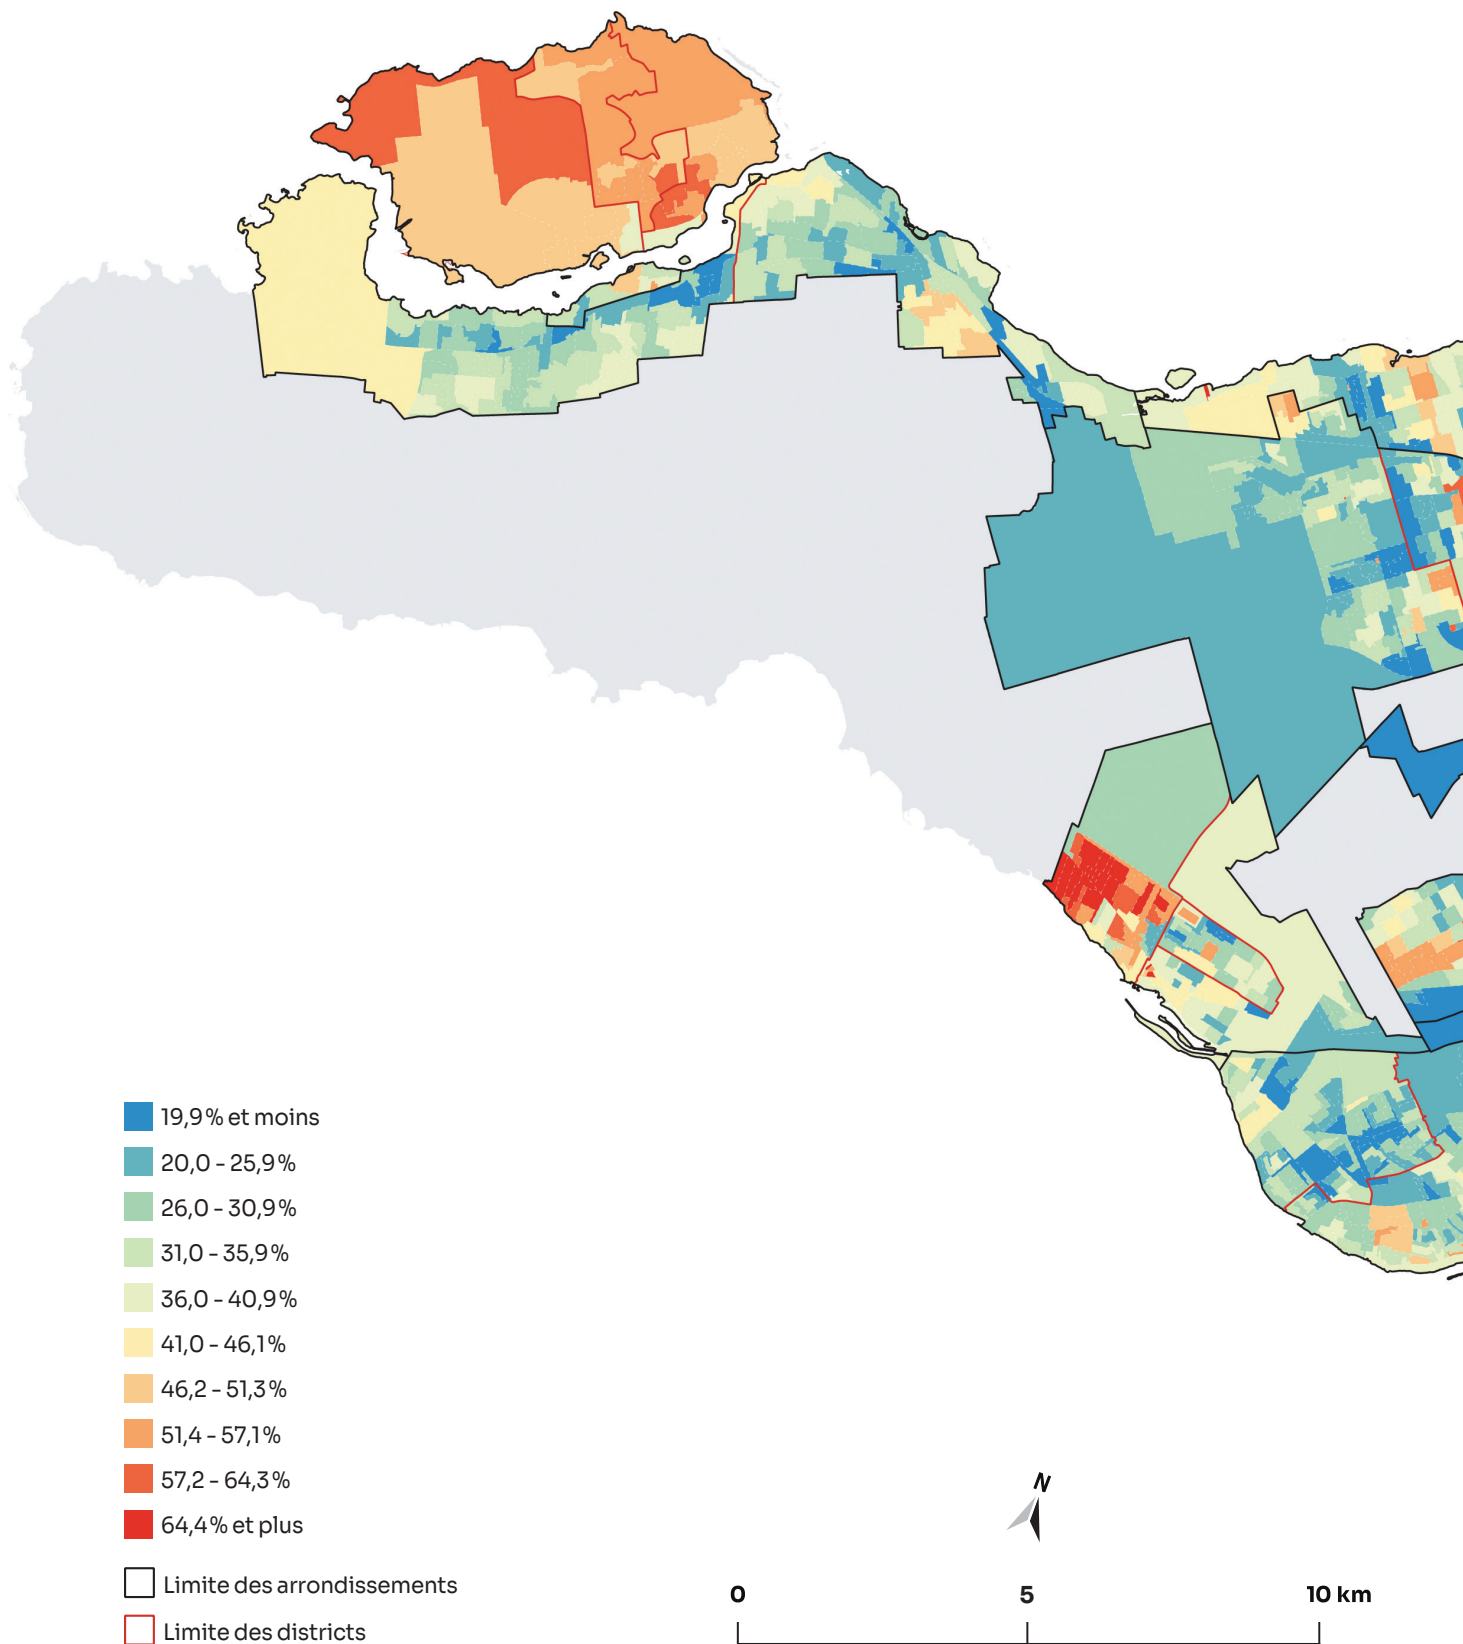 19,9% et moins
20,0 - 25,9%
26,0 - 30,9%
31,0 - 35,9%
36,0 - 40,9%
41,0 - 46,1%
46,2 - 51,3%
51,4 - 57,1%
57,2 - 64,3%
64,4% et plus
Limite des arrondissements
Limite des districts
N
0 5 10 km